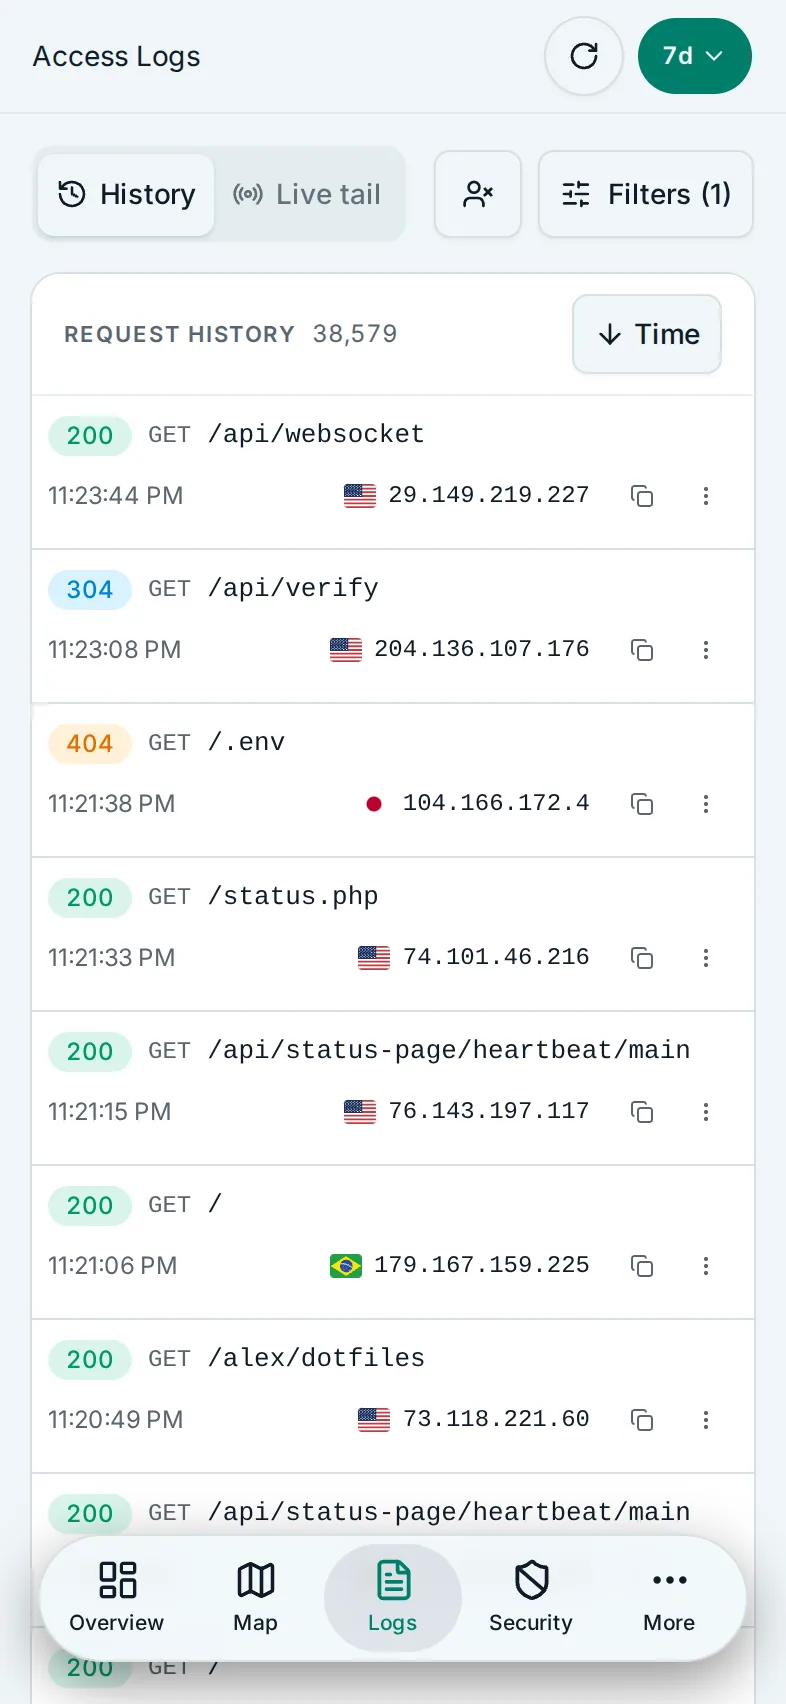 Access Logs
7d
History
Live tail
Filters (1)
REQUEST HISTORY 38,579
Time
200 GET /api/websocket
11:23:44 PM 29.149.219.227
304 GET /api/verify
11:23:08 PM 204.136.107.176
404 GET /.env
11:21:38 PM 104.166.172.4
200 GET /status.php
11:21:33 PM 74.101.46.216
200 GET /api/status-page/heartbeat/main
11:21:15 PM 76.143.197.117
200 GET /
11:21:06 PM 179.167.159.225
200 GET /alex/dotfiles
11:20:49 PM 73.118.221.60
200 GET /api/status-page/heartbeat/main
Overview
Map
Logs
Security
More
200 GET /